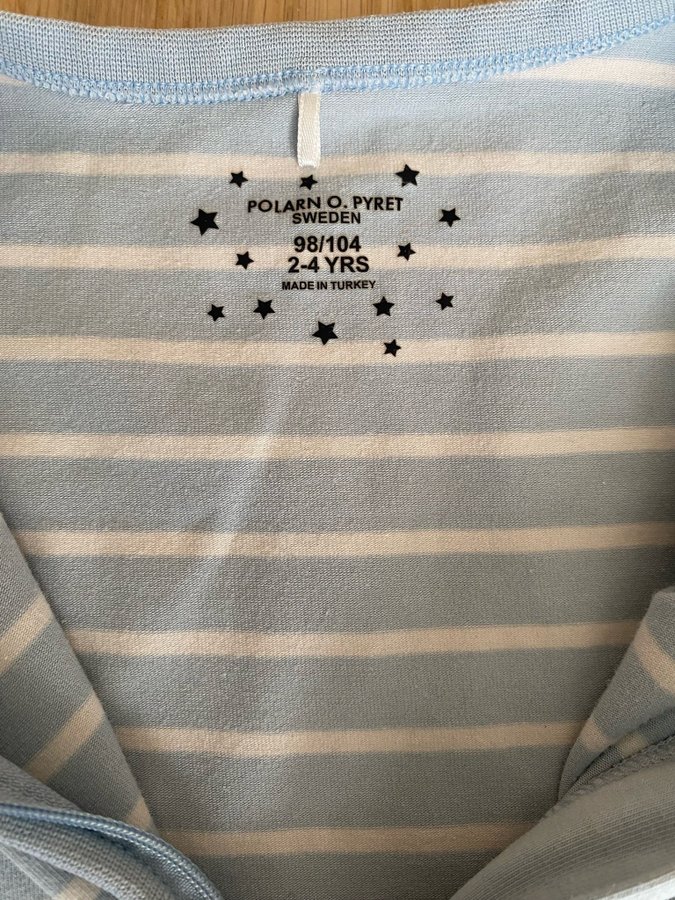 POLARN O. PYRET
SWEDEN
98/104
2-4 YRS
MADE IN TURKEY